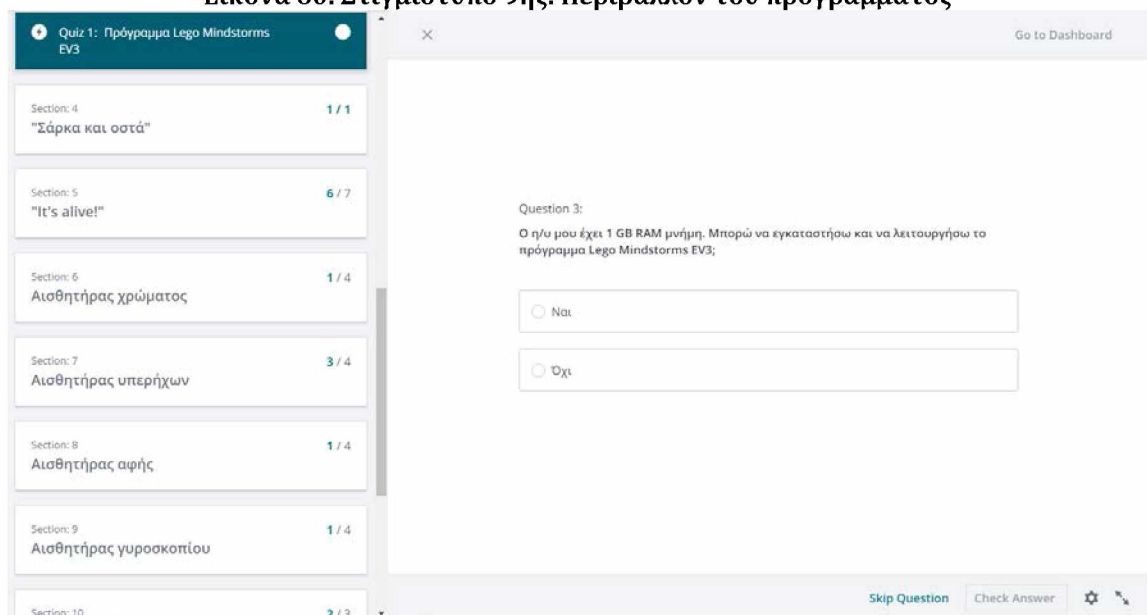 Quiz 1: Πρόγραμμα Lego Mindstorms
EV3
Section: 4
1 / 1
"Σάρκα και οστά"
Section: 5
6 / 7
"It's alive!"
Section: 6
1 / 4
Αισθητήρας χρώματος
Section: 7
3 / 4
Αισθητήρας υπερήχων
Section: 8
1 / 4
Αισθητήρας αφής
Section: 9
1 / 4
Αισθητήρας γυροσκοπίου
Section: 10
Go to Dashboard
Question 3:
Ο η/υ μου έχει 1 GB RAM μνήμη. Μπορώ να εγκαταστήσω και να λειτουργήσω το
πρόγραμμα Lego Mindstorms EV3;
Ναι
Όχι
Skip Question
Check Answer